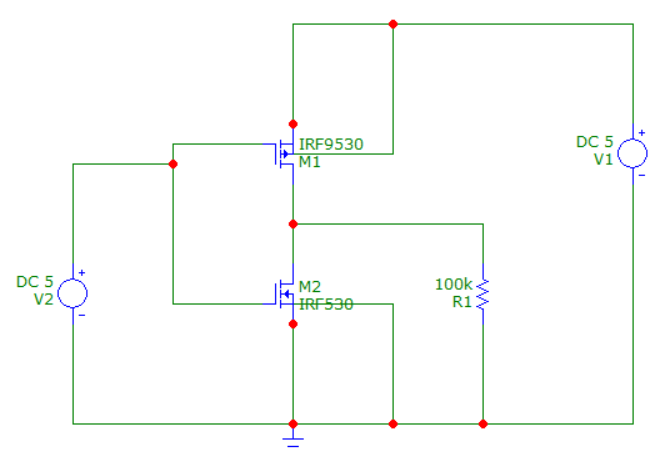 IRF9530
M1
DC 5
V1
+
-
DC 5
V2
+
-
M2
IRF530
100k
R1